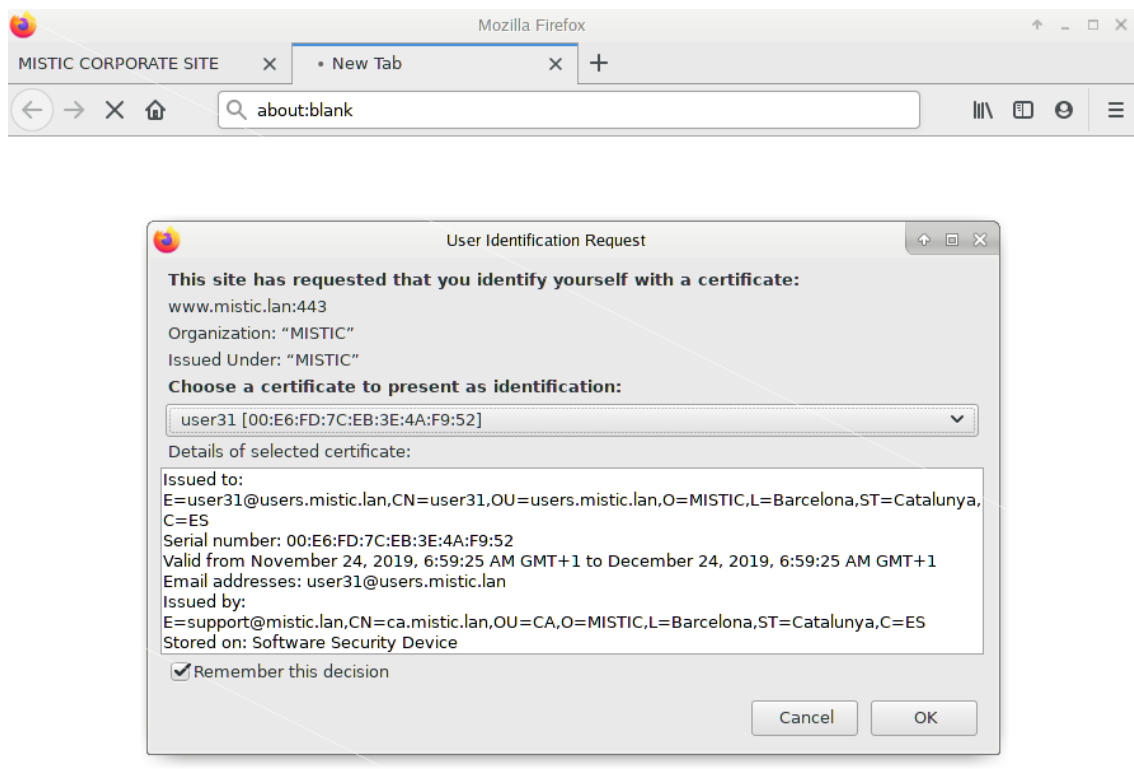 Mozilla Firefox
MISTIC CORPORATE SITE
• New Tab
about:blank
User Identification Request
This site has requested that you identify yourself with a certificate:
www.mistic.lan:443
Organization: “MISTIC”
Issued Under: “MISTIC”
Choose a certificate to present as identification:
user31 [00:E6:FD:7C:EB:3E:4A:F9:52]
Details of selected certificate:
Issued to:
E=user31@users.mistic.lan,CN=user31,OU=users.mistic.lan,O=MISTIC,L=Barcelona,ST=Catalunya,
C=ES
Serial number: 00:E6:FD:7C:EB:3E:4A:F9:52
Valid from November 24, 2019, 6:59:25 AM GMT+1 to December 24, 2019, 6:59:25 AM GMT+1
Email addresses: user31@users.mistic.lan
Issued by:
E=support@mistic.lan,CN=ca.mistic.lan,OU=CA,O=MISTIC,L=Barcelona,ST=Catalunya,C=ES
Stored on: Software Security Device
Remember this decision
Cancel
OK